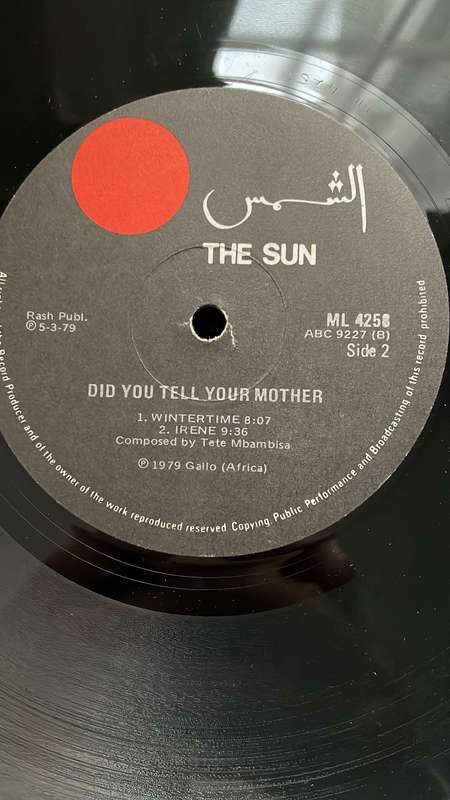 الشمس
THE SUN
Rash Publ.
℗ 5-3-79
ML 4258
ABC 9227 (B)
Side 2
DID YOU TELL YOUR MOTHER
1. WINTERTIME 8:07
2. IRENE 9:36
Composed by Tete Mbambisa
℗ 1979 Gallo (Africa)
Record Producer and of the owner of the work reproduced reserved Copying, Public Performance and Broadcasting of this record prohibited